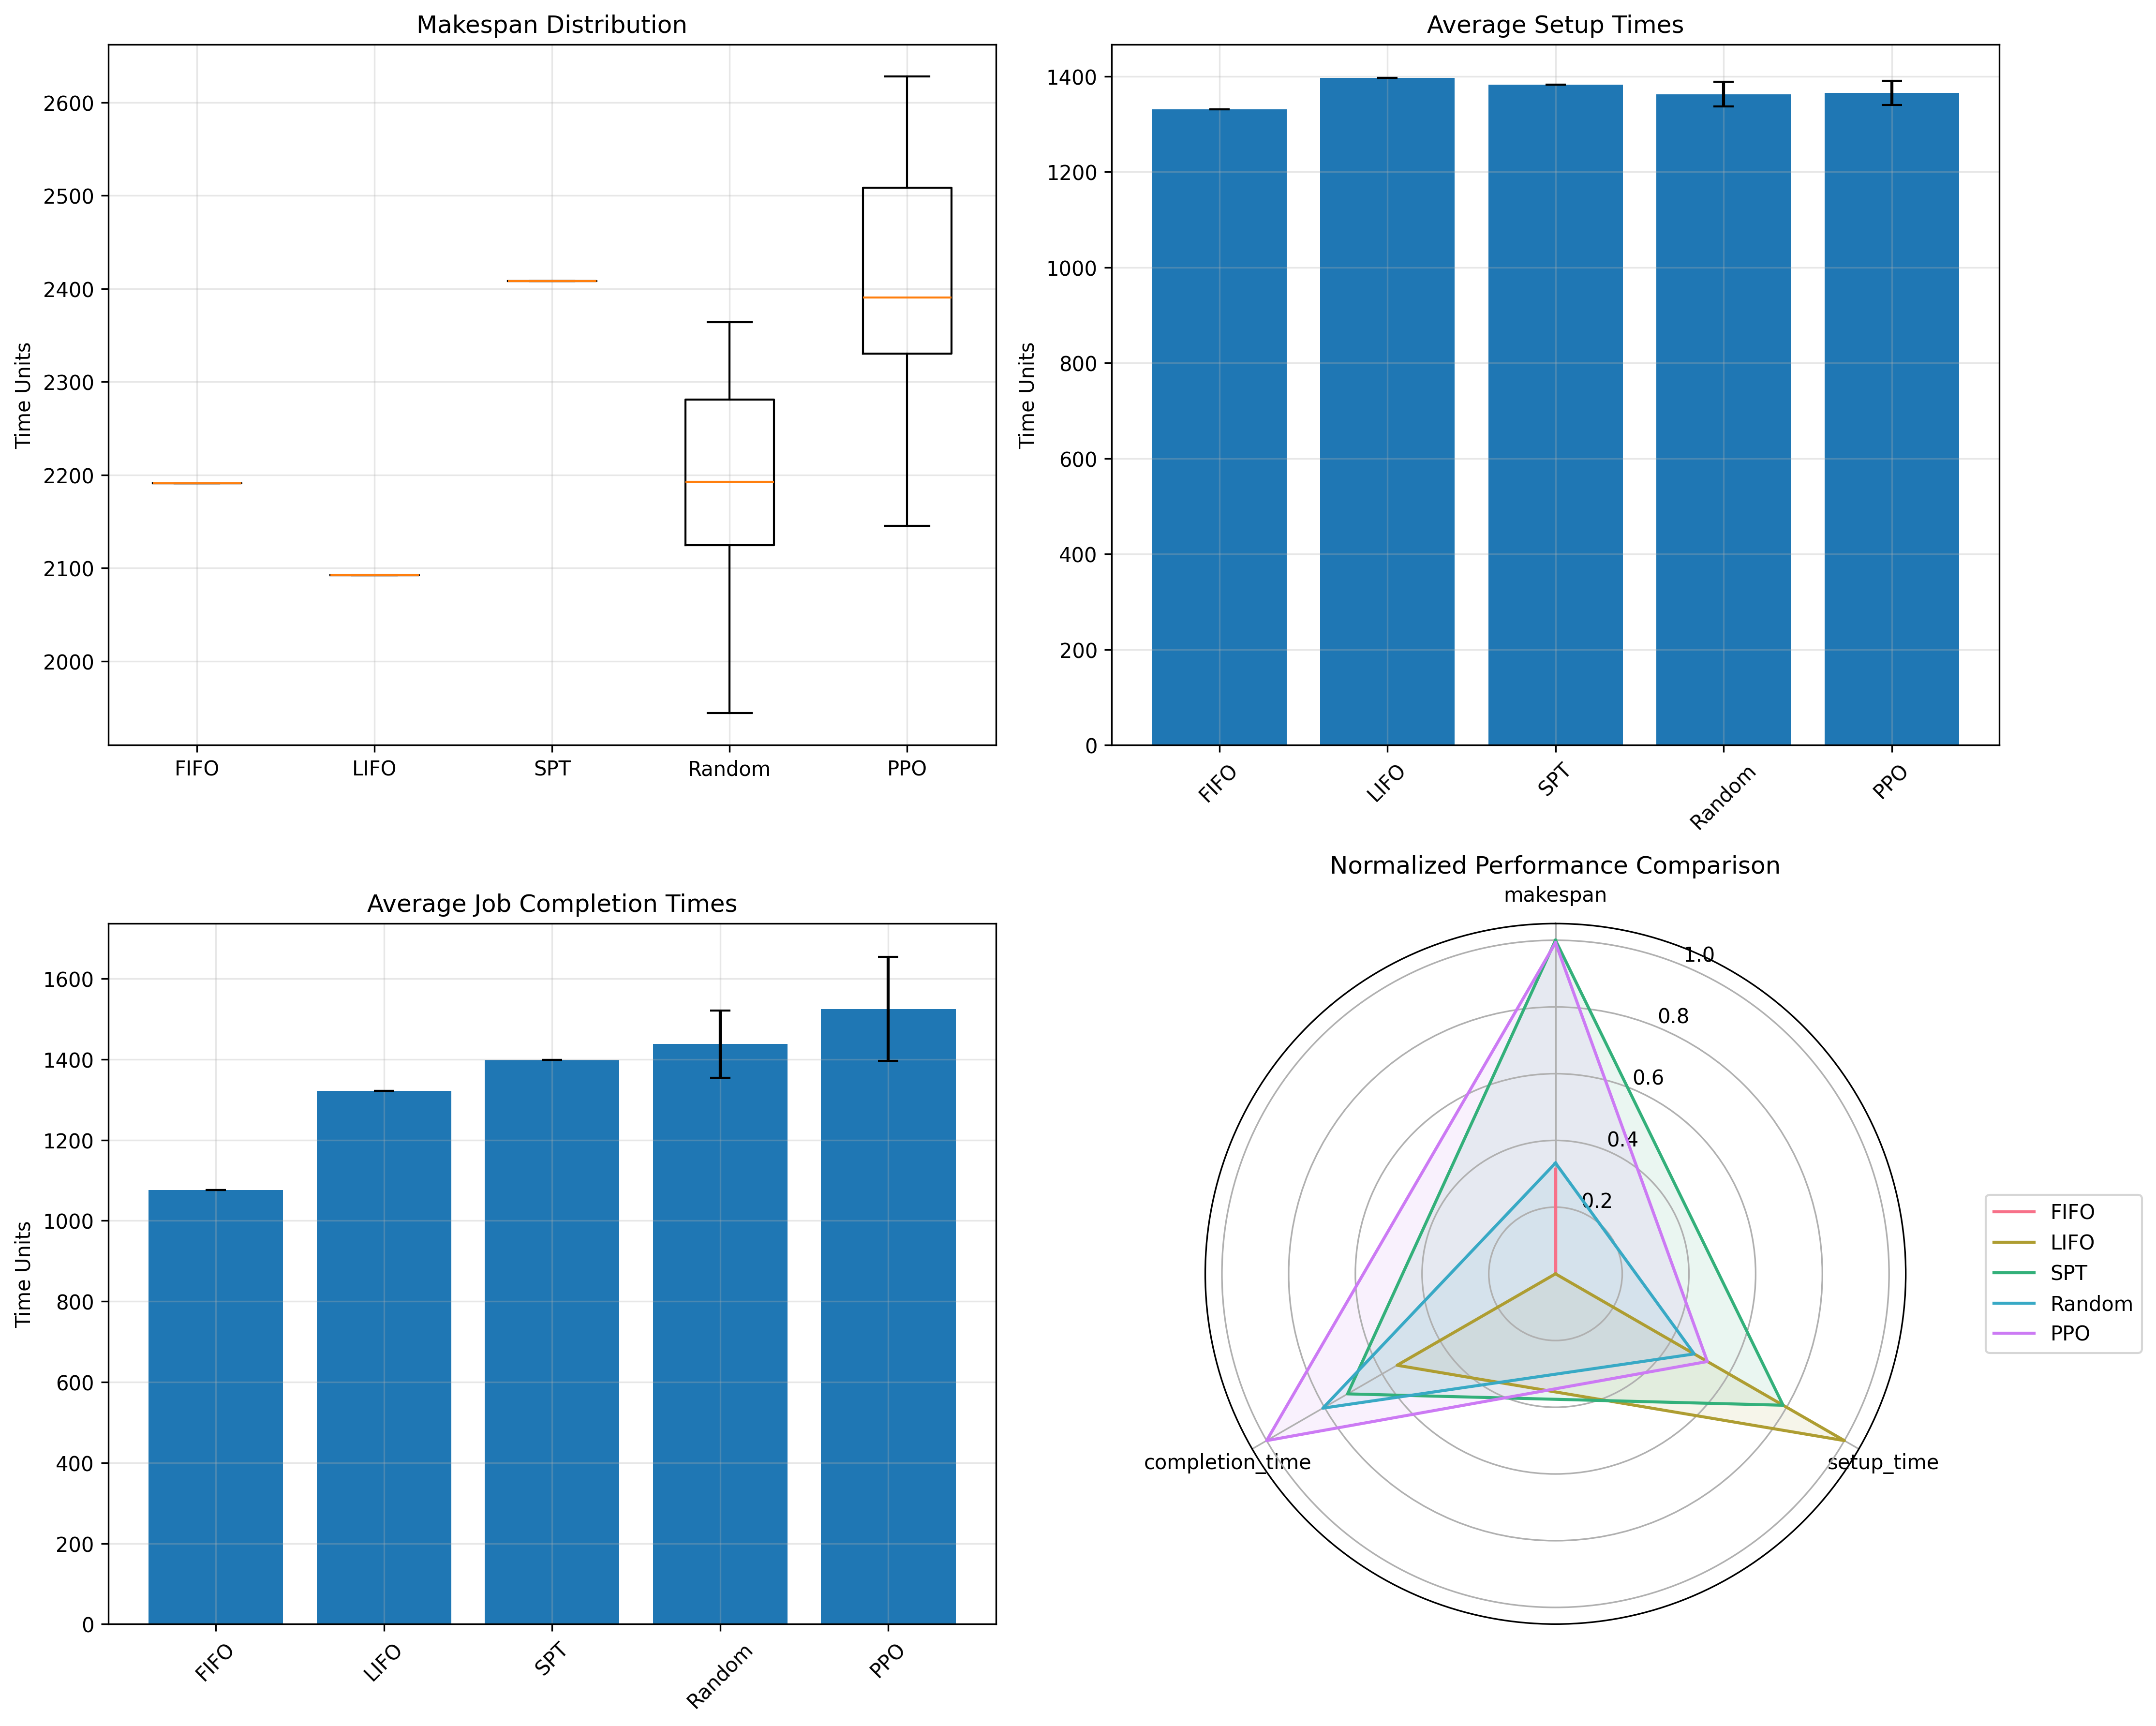 Makespan Distribution
Time Units
2600
2500
2400
2300
2200
2100
2000
FIFO
LIFO
SPT
Random
PPO
Average Setup Times
Time Units
1400
1200
1000
800
600
400
200
0
FIFO
LIFO
SPT
Random
PPO
Average Job Completion Times
Time Units
1600
1400
1200
1000
800
600
400
200
0
FIFO
LIFO
SPT
Random
PPO
Normalized Performance Comparison
makespan
1.0
0.8
0.6
0.4
0.2
completion_time
setup_time
FIFO
LIFO
SPT
Random
PPO